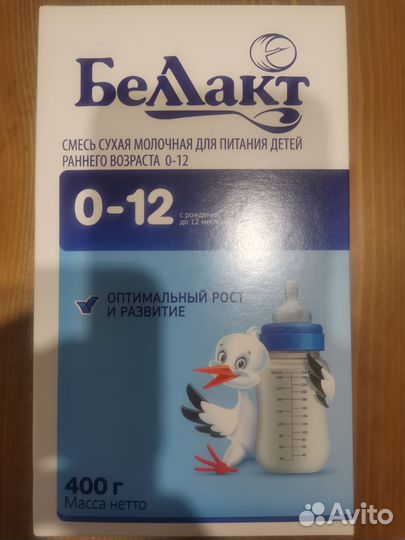 Беллакт
СМЕСЬ СУХАЯ МОЛОЧНАЯ ДЛЯ ПИТАНИЯ ДЕТЕЙ
РАННЕГО ВОЗРАСТА 0-12
0-12
с рождения
до 12 месяцев
ОПТИМАЛЬНЫЙ РОСТ
И РАЗВИТИЕ
400 г
Масса нетто
Avito